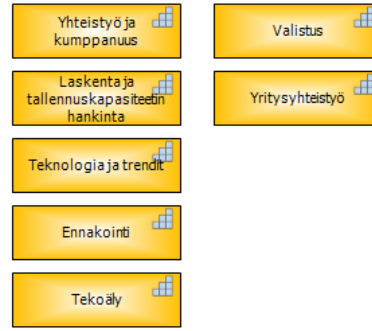 Yhteistyö ja
kumppanuus
Laskenta ja
tallennuskapasiteetin
hankinta
Teknologia ja trendit
Ennakointi
Tekoäly
Valistus
Yritysyhteistyö